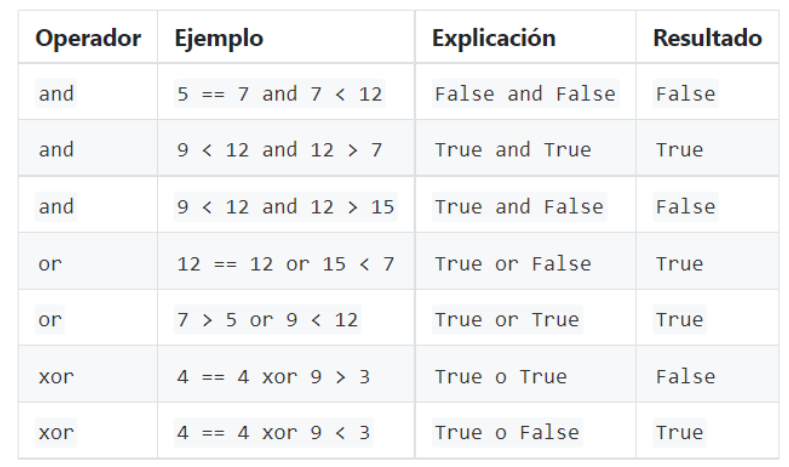 Operador Ejemplo Explicación Resultado
and 5 == 7 and 7 < 12 False and False False
and 9 < 12 and 12 > 7 True and True True
and 9 < 12 and 12 > 15 True and False False
or 12 == 12 or 15 < 7 True or False True
or 7 > 5 or 9 < 12 True or True True
xor 4 == 4 xor 9 > 3 True o True False
xor 4 == 4 xor 9 < 3 True o False True